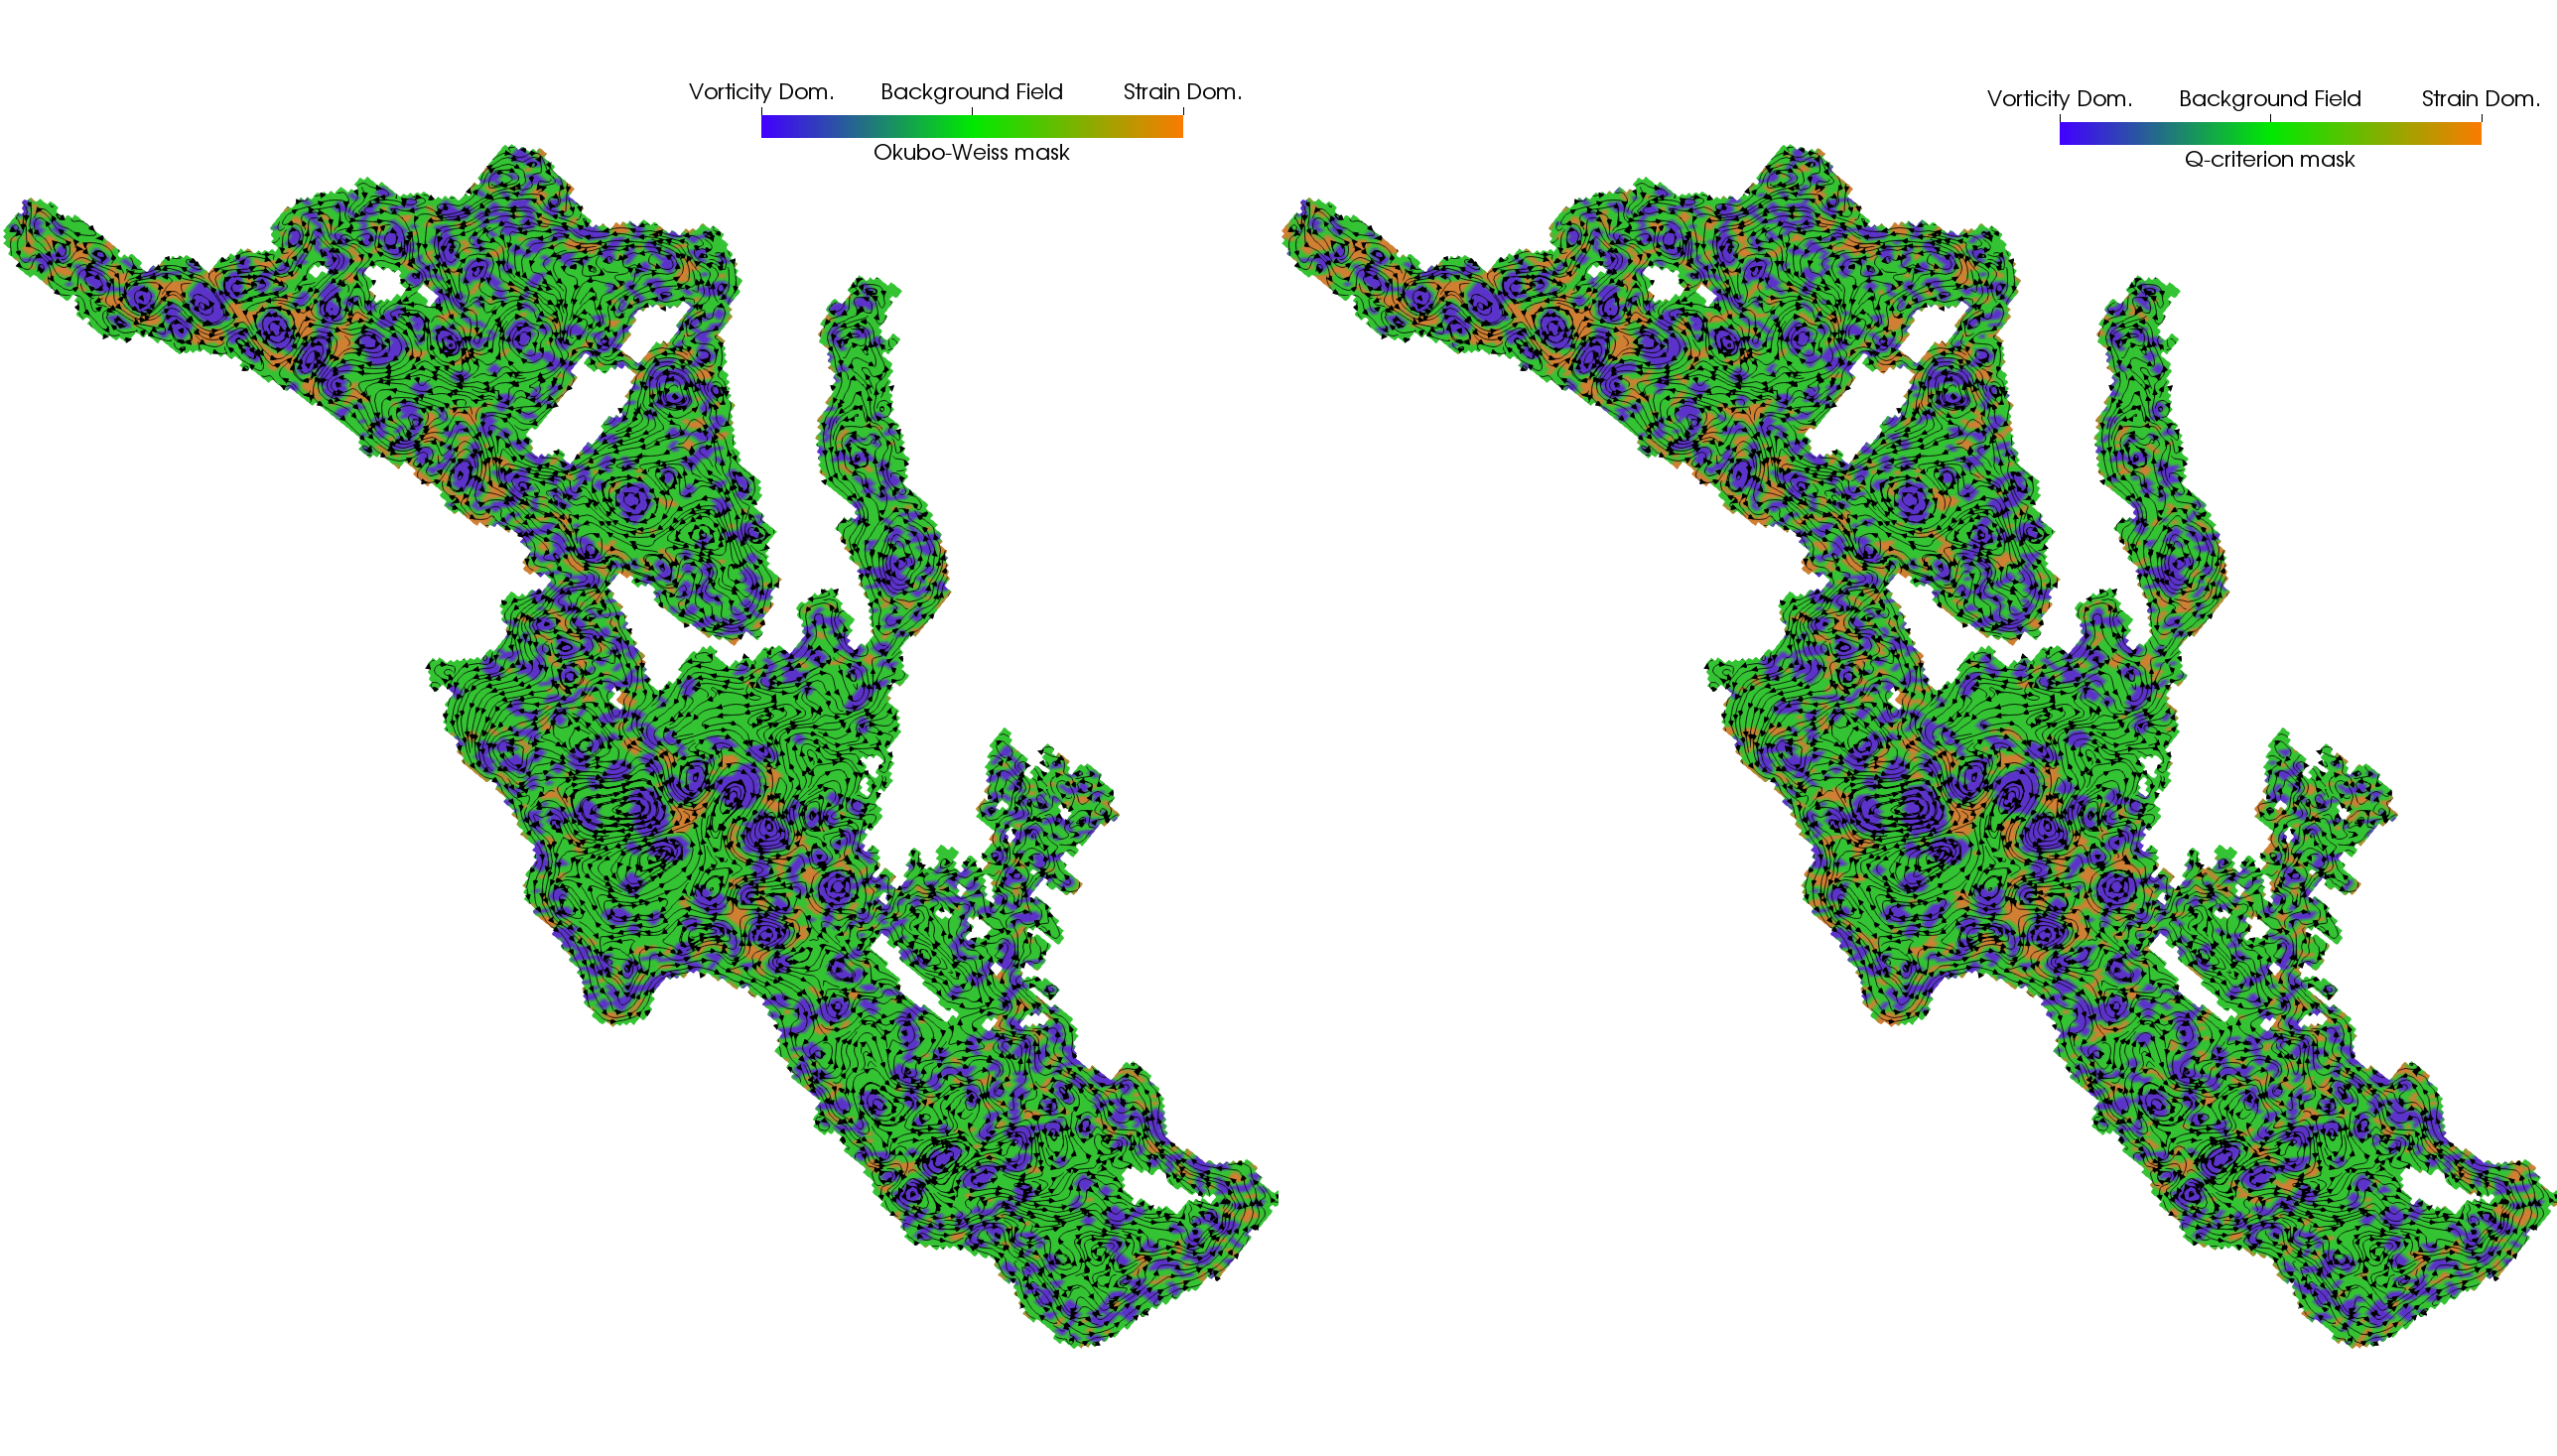 Vorticity Dom. Background Field Strain Dom.
Okubo-Weiss mask
Vorticity Dom. Background Field Strain Dom.
Q-criterion mask